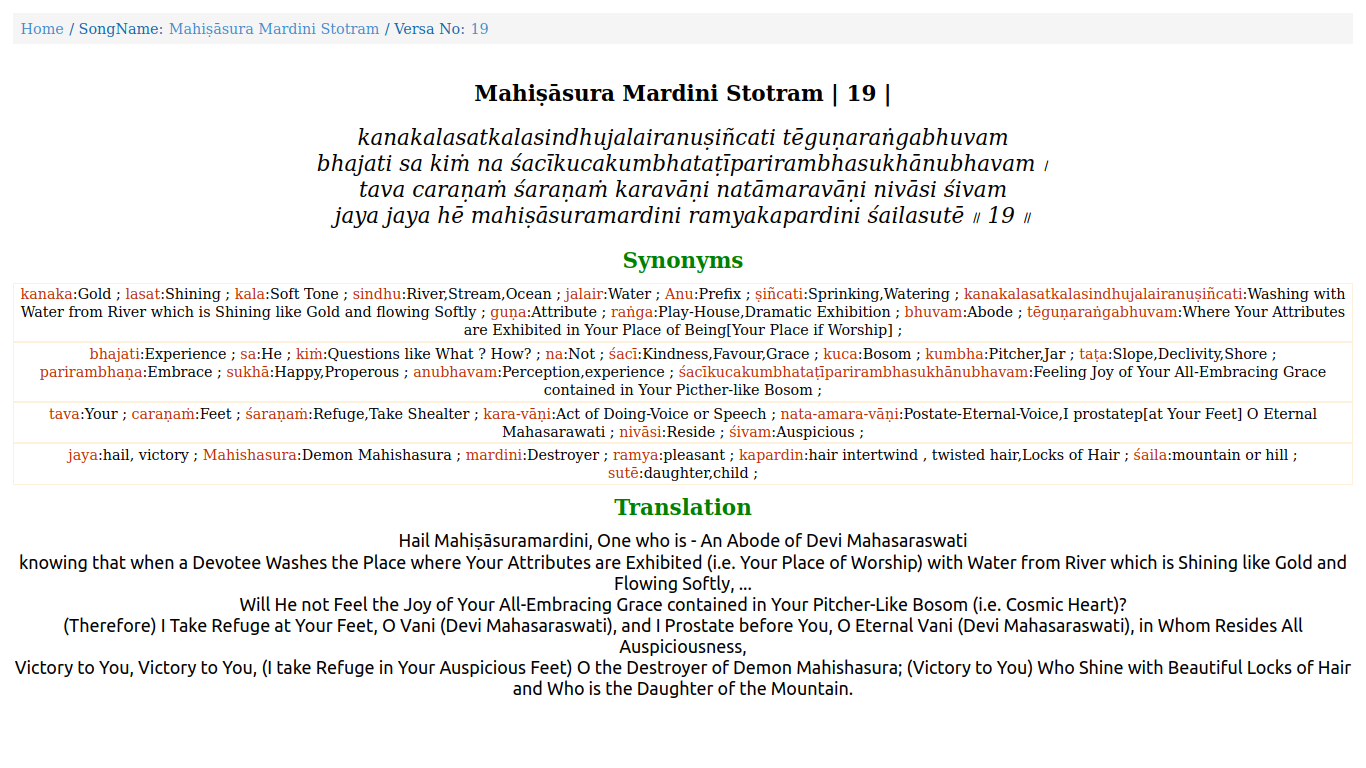 Home / SongName: Mahiṣāsura Mardini Stotram / Versa No: 19
Mahiṣāsura Mardini Stotram | 19 |
kanakalasatkalasindhujalairanuṣiñcati tēguṇaraṅgabhuvam
bhajati sa kiṁ na śacīkucakumbhataṭīparirambhasukhānubhavam ।
tava caraṇaṁ śaraṇaṁ karavāṇi natāmaravāṇi nivāsi śivam
jaya jaya hē mahiṣāsuramardini ramyakapardini śailasutē ॥ 19 ॥
Synonyms
kanaka:Gold ; lasat:Shining ; kala:Soft Tone ; sindhu:River,Stream,Ocean ; jalair:Water ; Anu:Prefix ; ṣiñcati:Sprinking,Watering ; kanakalasatkalasindhujalairanuṣiñcati:Washing with
Water from River which is Shining like Gold and flowing Softly ; guṇa:Attribute ; raṅga:Play-House,Dramatic Exhibition ; bhuvam:Abode ; tēguṇaraṅgabhuvam:Where Your Attributes
are Exhibited in Your Place of Being[Your Place if Worship] ;
bhajati:Experience ; sa:He ; kiṁ:Questions like What ? How? ; na:Not ; śacī:Kindness,Favour,Grace ; kuca:Bosom ; kumbha:Pitcher,Jar ; taṭa:Slope,Declivity,Shore ;
parirambhaṇa:Embrace ; sukhā:Happy,Properous ; anubhavam:Perception,experience ; śacīkucakumbhataṭīparirambhasukhānubhavam:Feeling Joy of Your All-Embracing Grace
contained in Your Picther-like Bosom ;
tava:Your ; caraṇaṁ:Feet ; śaraṇaṁ:Refuge,Take Shealter ; kara-vāṇi:Act of Doing-Voice or Speech ; nata-amara-vāṇi:Postate-Eternal-Voice,I prostatep[at Your Feet] O Eternal
Mahasarawati ; nivāsi:Reside ; śivam:Auspicious ;
jaya:hail, victory ; Mahishasura:Demon Mahishasura ; mardini:Destroyer ; ramya:pleasant ; kapardin:hair intertwind , twisted hair,Locks of Hair ; śaila:mountain or hill ;
sutē:daughter,child ;
Translation
Hail Mahiṣāsuramardini, One who is - An Abode of Devi Mahasaraswati
knowing that when a Devotee Washes the Place where Your Attributes are Exhibited (i.e. Your Place of Worship) with Water from River which is Shining like Gold and
Flowing Softly, ...
Will He not Feel the Joy of Your All-Embracing Grace contained in Your Pitcher-Like Bosom (i.e. Cosmic Heart)?
(Therefore) I Take Refuge at Your Feet, O Vani (Devi Mahasaraswati), and I Prostate before You, O Eternal Vani (Devi Mahasaraswati), in Whom Resides All
Auspiciousness,
Victory to You, Victory to You, (I take Refuge in Your Auspicious Feet) O the Destroyer of Demon Mahishasura; (Victory to You) Who Shine with Beautiful Locks of Hair
and Who is the Daughter of the Mountain.